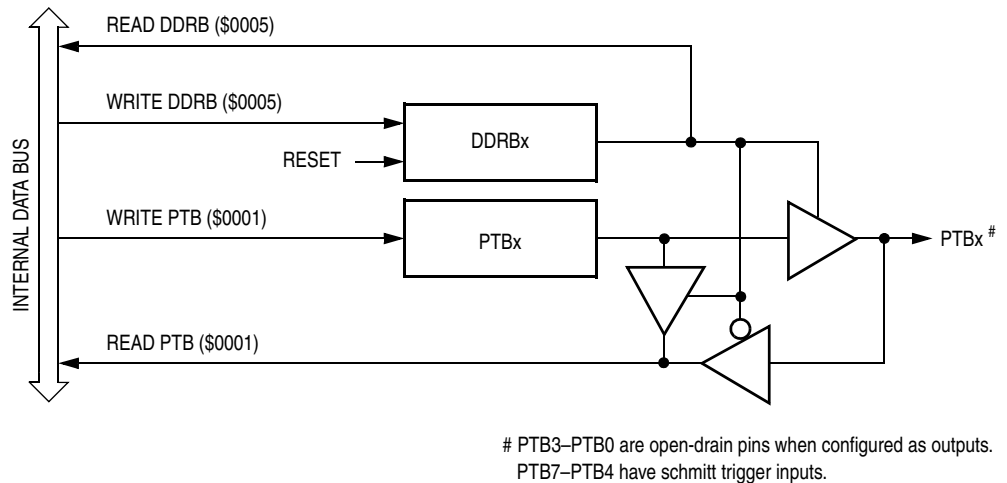 READ DDRB ($0005)
WRITE DDRB ($0005)
DDRBx
RESET
WRITE PTB ($0001)
PTBx
PTBx #
READ PTB ($0001)
INTERNAL DATA BUS
# PTB3–PTB0 are open-drain pins when configured as outputs.
PTB7–PTB4 have schmitt trigger inputs.